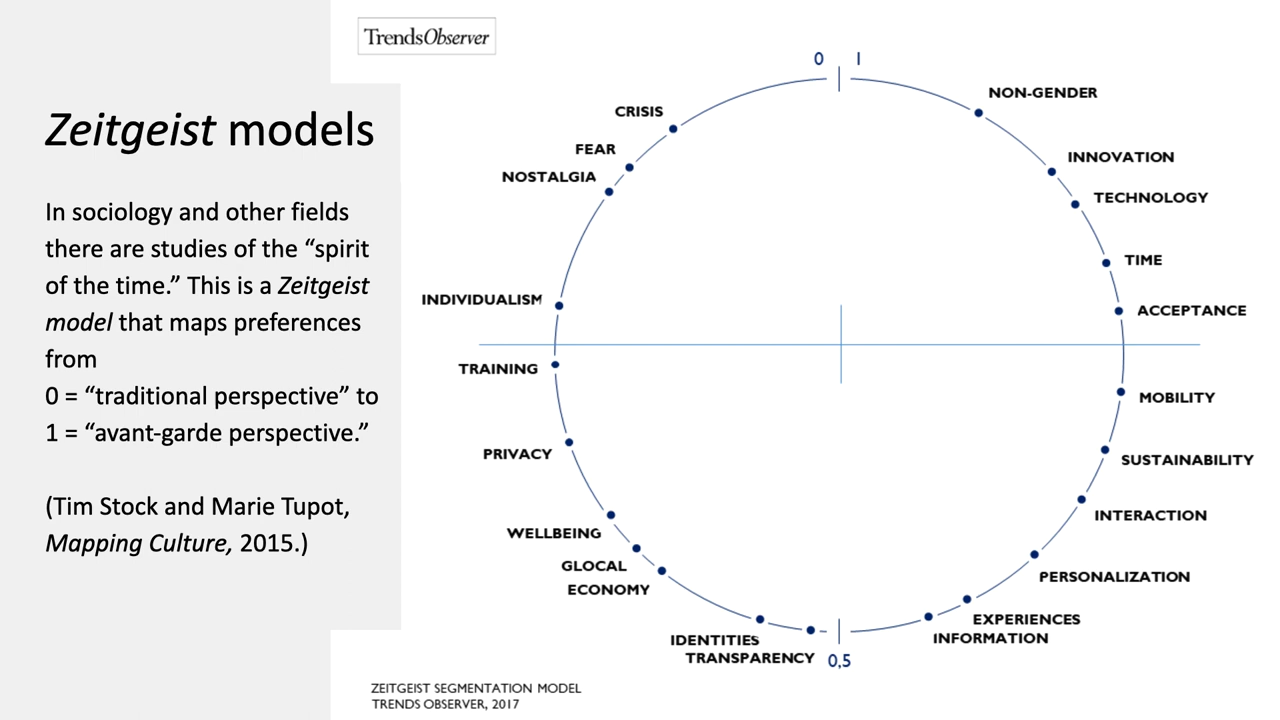 TrendsObserver
Zeitgeist models
In sociology and other fields
there are studies of the “spirit
of the time.” This is a Zeitgeist
model that maps preferences
from
0 = “traditional perspective” to
1 = “avant-garde perspective.”
(Tim Stock and Marie Tupot,
Mapping Culture, 2015.)
0 1
NON-GENDER
INNOVATION
TECHNOLOGY
TIME
ACCEPTANCE
MOBILITY
SUSTAINABILITY
INTERACTION
PERSONALIZATION
EXPERIENCES
INFORMATION
0,5
TRANSPARENCY
IDENTITIES
ECONOMY
GLOCAL
WELLBEING
PRIVACY
TRAINING
INDIVIDUALISM
NOSTALGIA
FEAR
CRISIS
ZEITGEIST SEGMENTATION MODEL
TRENDS OBSERVER, 2017